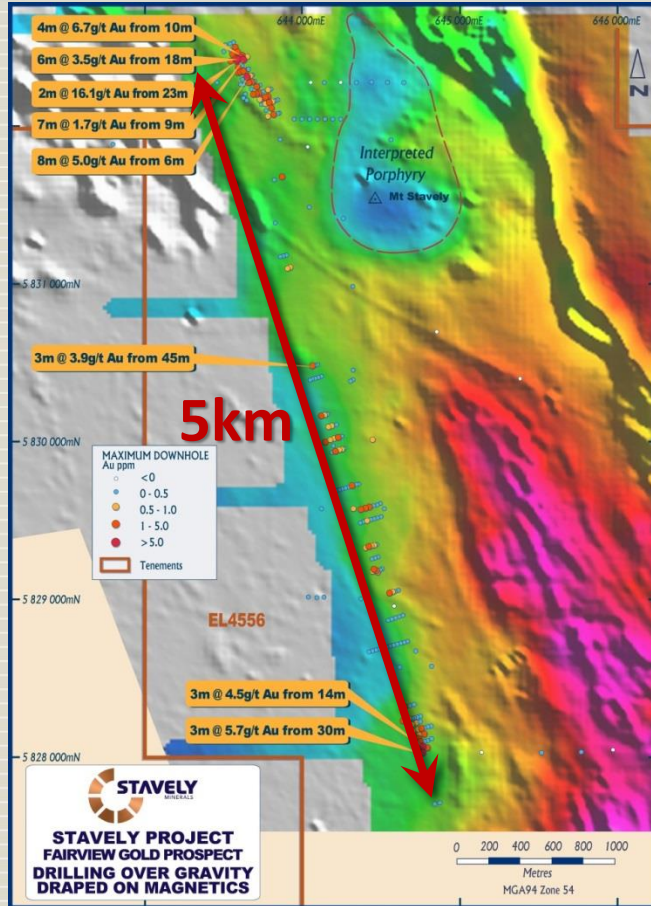 644 000mE
645 000mE
646 000mE
4m @ 6.7g/t Au from 10m
6m @ 3.5g/t Au from 18m
2m @ 16.1g/t Au from 23m
7m @ 1.7g/t Au from 9m
8m @ 5.0g/t Au from 6m
N
Interpreted
Porphyry
Mt Stavely
5 831 000mN
3m @ 3.9g/t Au from 45m
5km
5 830 000mN
MAXIMUM DOWNHOLE
Au ppm
<0
0 - 0.5
0.5 - 1.0
1 - 5.0
>5.0
Tenements
5 829 000mN
EL4556
3m @ 4.5g/t Au from 14m
3m @ 5.7g/t Au from 30m
5 828 000mN
STAVELY
MINERALS
STAVELY PROJECT
FAIRVIEW GOLD PROSPECT
DRILLING OVER GRAVITY
DRAPED ON MAGNETICS
0 200 400 600 800 1000
Metres
MGA94 Zone 54